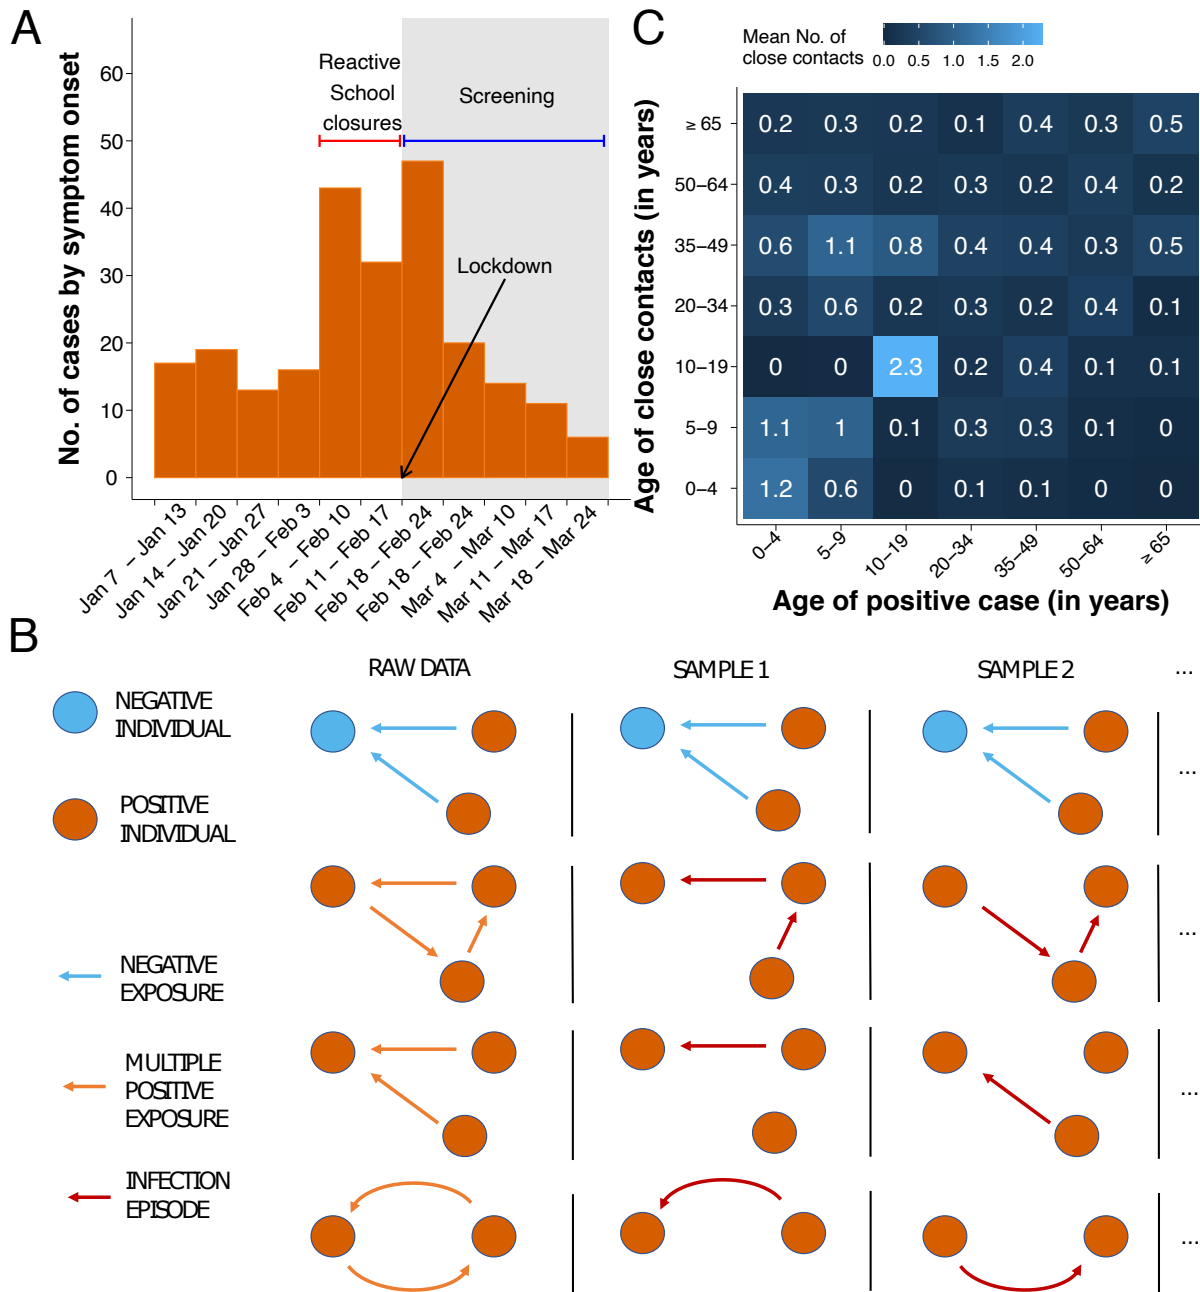 A
No. of cases by symptom onset
60
50
40
30
20
10
0
Reactive
School
closures
Screening
Lockdown
Jan 7 – Jan 13
Jan 14 – Jan 20
Jan 21 – Jan 27
Jan 28 – Feb 3
Feb 4 – Feb 10
Feb 11 – Feb 17
Feb 18 – Feb 24
Feb 18 – Feb 24
Mar 4 – Mar 10
Mar 11 – Mar 17
Mar 18 – Mar 24
C
Mean No. of
close contacts
0.0 0.5 1.0 1.5 2.0
Age of close contacts (in years)
≥ 65 0.2 0.3 0.2 0.1 0.4 0.3 0.5
50–64 0.4 0.3 0.2 0.3 0.2 0.4 0.2
35–49 0.6 1.1 0.8 0.4 0.4 0.3 0.5
20–34 0.3 0.6 0.2 0.3 0.2 0.4 0.1
10–19 0 0 2.3 0.2 0.4 0.1 0.1
5–9 1.1 1 0.1 0.3 0.3 0.1 0
0–4 1.2 0.6 0 0.1 0.1 0 0
0–4 5–9 10–19 20–34 35–49 50–64 ≥ 65
Age of positive case (in years)
B
RAW DATA SAMPLE 1 SAMPLE 2 ...
NEGATIVE
INDIVIDUAL
...
POSITIVE
INDIVIDUAL
...
NEGATIVE
EXPOSURE
MULTIPLE
POSITIVE
EXPOSURE
...
INFECTION
EPISODE
...